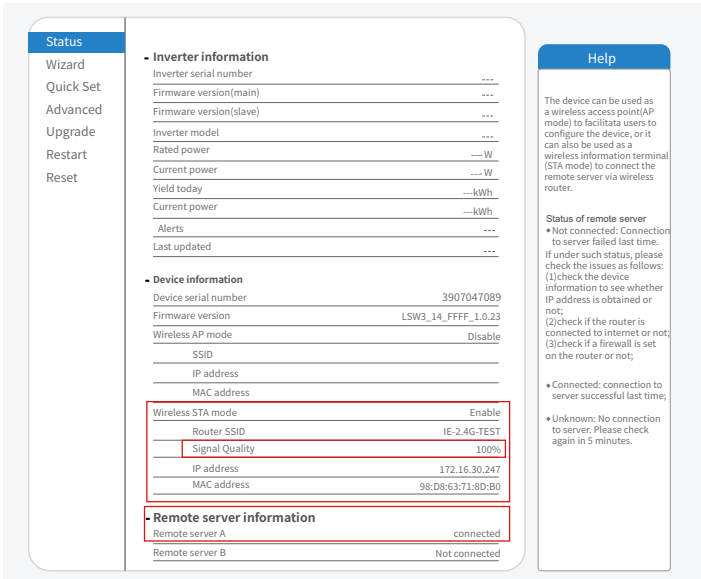 Status
Wizard
Quick Set
Advanced
Upgrade
Restart
Reset
- Inverter information
Inverter serial number ---
Firmware version(main) ---
Firmware version(slave) ---
Inverter model ---
Rated power ---W
Current power ---W
Yield today ---kWh
Current power ---kWh
Alerts ---
Last updated ---
- Device information
Device serial number 3907047089
Firmware version LSW3_14_FFFF_1.0.23
Wireless AP mode Disable
SSID
IP address
MAC address
Wireless STA mode Enable
Router SSID IE-2.4G-TEST
Signal Quality 100%
IP address 172.16.30.247
MAC address 98:D8:63:71:8D:B0
- Remote server information
Remote server A connected
Remote server B Not connected
Help
The device can be used as
a wireless access point(AP
mode) to facilitata users to
configure the device, or it
can also be used as a
wireless information terminal
(STA mode) to connect the
remote server via wireless
router.
Status of remote server
◆Not connected: Connection
to server failed last time.
If under such status, please
check the issues as follows:
(1)check the device
information to see whether
IP address is obtained or
not;
(2)check if the router is
connected to internet or not;
(3)check if a firewall is set
on the router or not;
◆Connected: connection to
server successful last time;
◆Unknown: No connection
to server. Please check
again in 5 minutes.